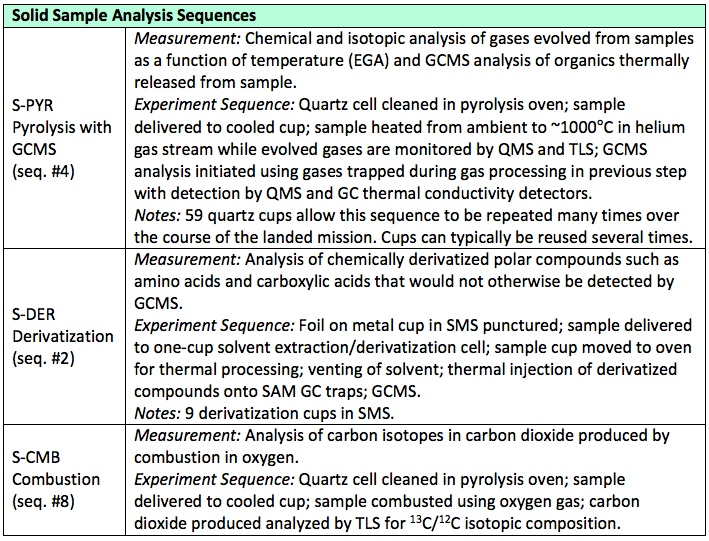 Solid Sample Analysis Sequences
S-PYR
Pyrolysis with
GCMS
(seq. #4)
Measurement: Chemical and isotopic analysis of gases evolved from samples
as a function of temperature (EGA) and GCMS analysis of organics thermally
released from sample.
Experiment Sequence: Quartz cell cleaned in pyrolysis oven; sample
delivered to cooled cup; sample heated from ambient to ~1000°C in helium
gas stream while evolved gases are monitored by QMS and TLS; GCMS
analysis initiated using gases trapped during gas processing in previous step
with detection by QMS and GC thermal conductivity detectors.
Notes: 59 quartz cups allow this sequence to be repeated many times over
the course of the landed mission. Cups can typically be reused several times.
S-DER
Derivatization
(seq. #2)
Measurement: Analysis of chemically derivatized polar compounds such as
amino acids and carboxylic acids that would not otherwise be detected by
GCMS.
Experiment Sequence: Foil on metal cup in SMS punctured; sample delivered
to one-cup solvent extraction/derivatization cell; sample cup moved to oven
for thermal processing; venting of solvent; thermal injection of derivatized
compounds onto SAM GC traps; GCMS.
Notes: 9 derivatization cups in SMS.
S-CMB
Combustion
(seq. #8)
Measurement: Analysis of carbon isotopes in carbon dioxide produced by
combustion in oxygen.
Experiment Sequence: Quartz cell cleaned in pyrolysis oven; sample
delivered to cooled cup; sample combusted using oxygen gas; carbon
dioxide produced analyzed by TLS for ¹³C/¹²C isotopic composition.